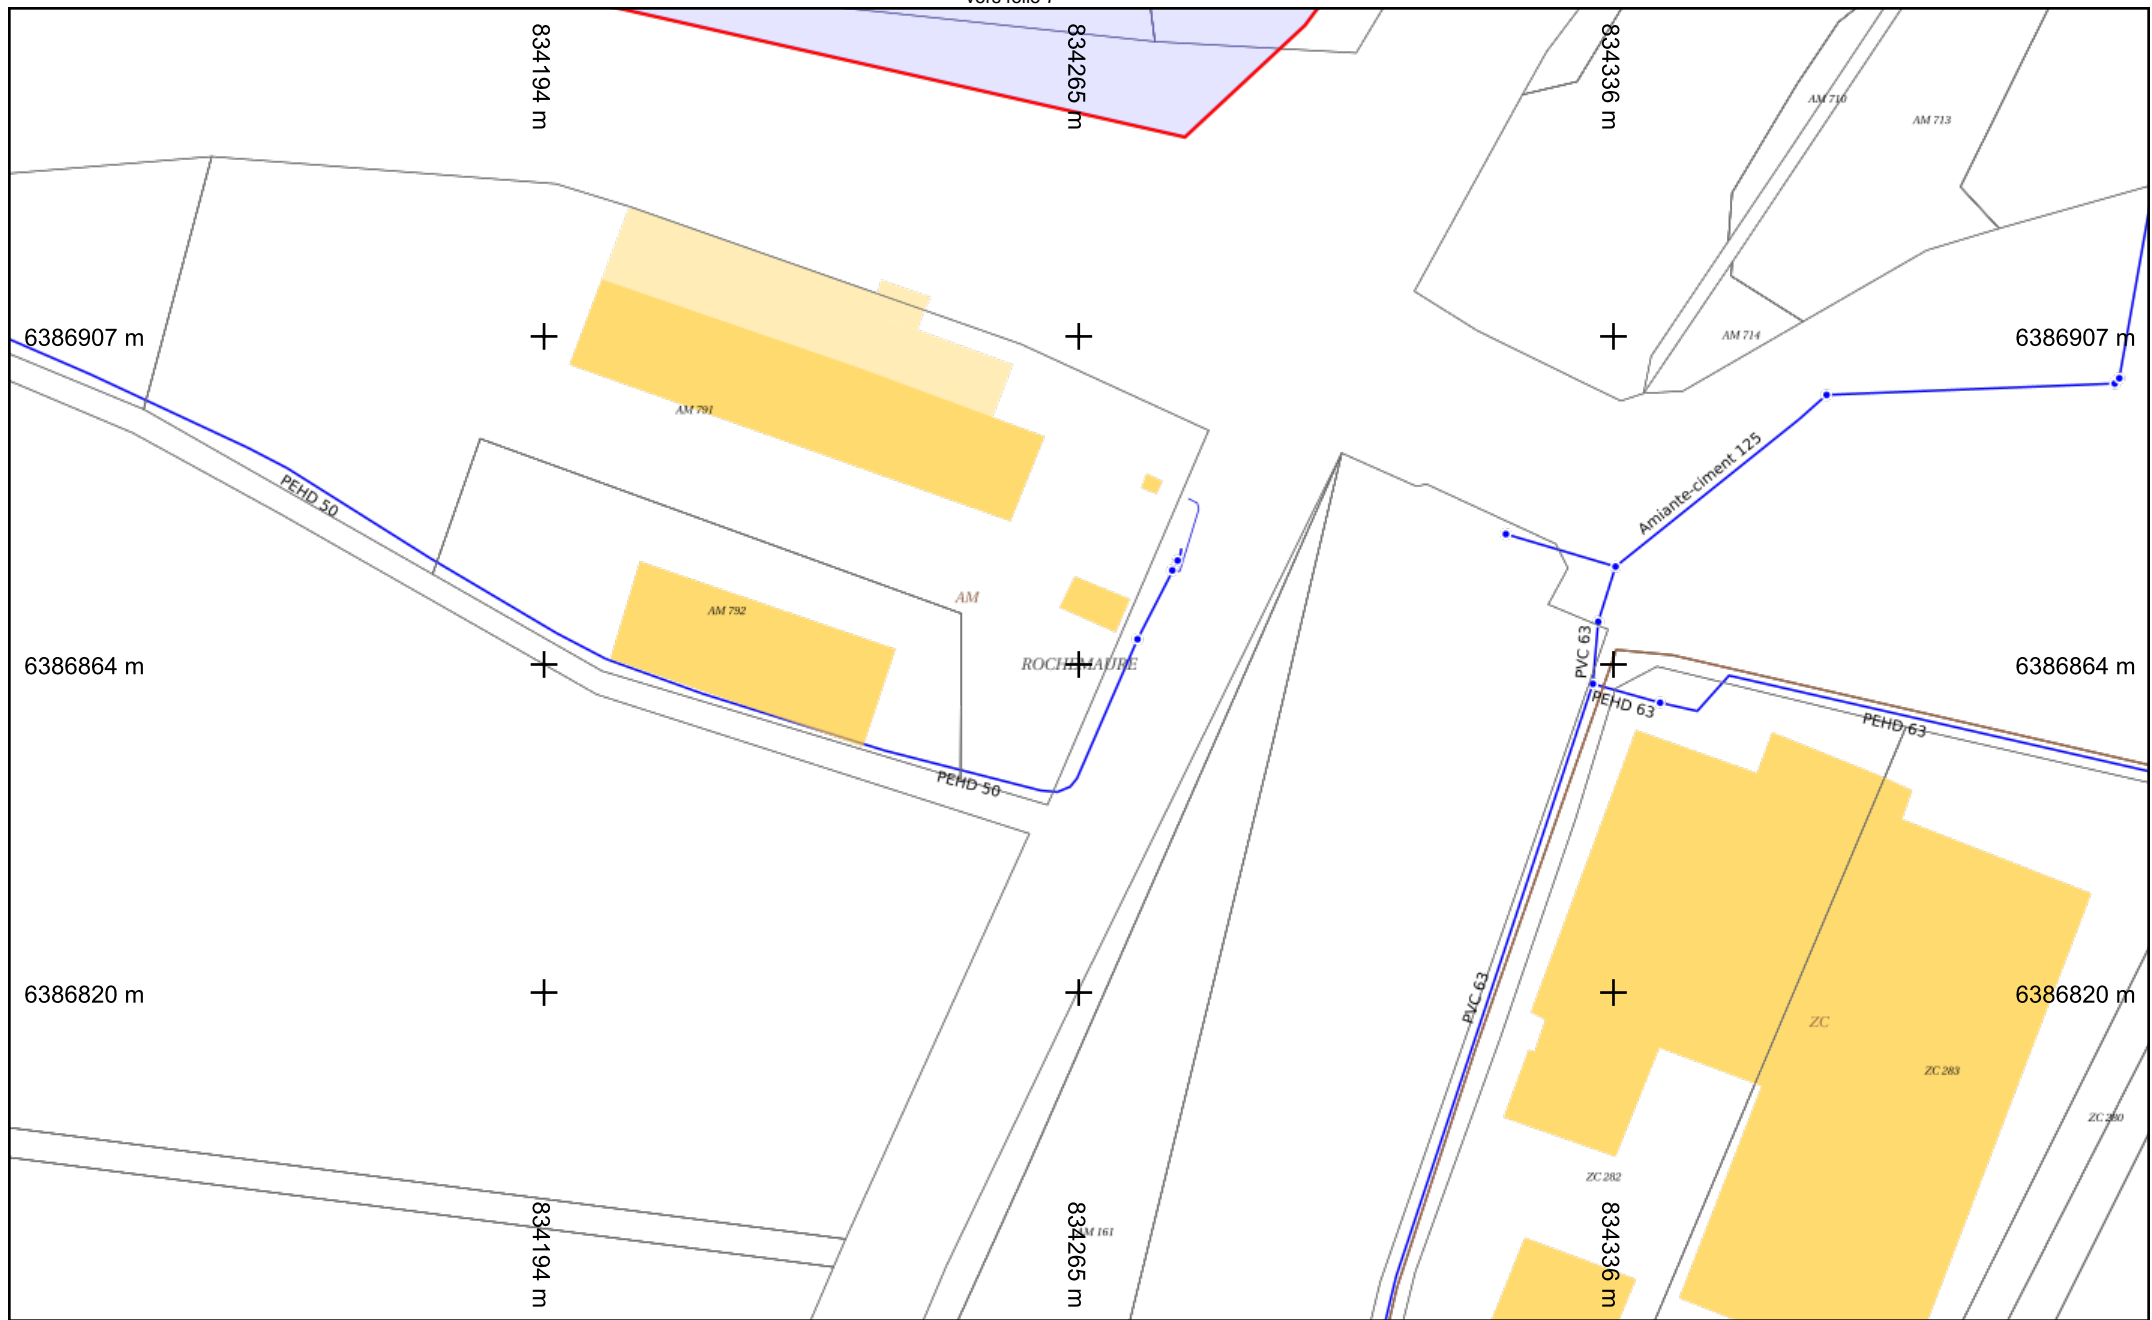 834194 m
834265 m
834336 m
AM 710
AM 713
6386907 m
AM 714
6386907 m
AM 791
Amiante-ciment 125
PEHD 50
AM
AM 792
6386864 m
ROCHEMAURE
PVC 63
6386864 m
PEHD 63
PEHD 63
PEHD 50
6386820 m
PVC 63
6386820 m
ZC
ZC 283
ZC 280
ZC 282
834194 m
834265 m
AM 161
834336 m